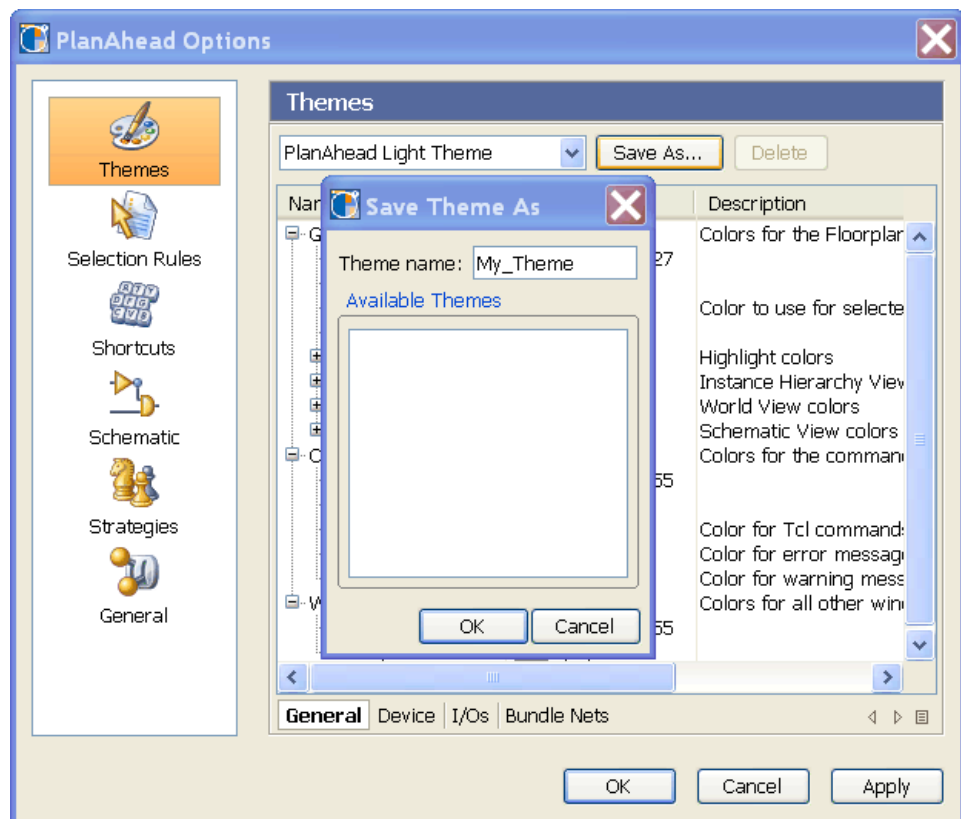 PlanAhead Options
Themes
Selection Rules
Shortcuts
Schematic
Strategies
General
Themes
PlanAhead Light Theme
Save As...
Delete
Description
Colors for the Floorplan
Color to use for selecte
Highlight colors
Instance Hierarchy View
World View colors
Schematic View colors
Colors for the comman
Color for Tcl command
Color for error messag
Color for warning mess
Colors for all other win
27
55
55
Save Theme As
Theme name: My_Theme
Available Themes
OK Cancel
General Device I/Os Bundle Nets
OK Cancel Apply